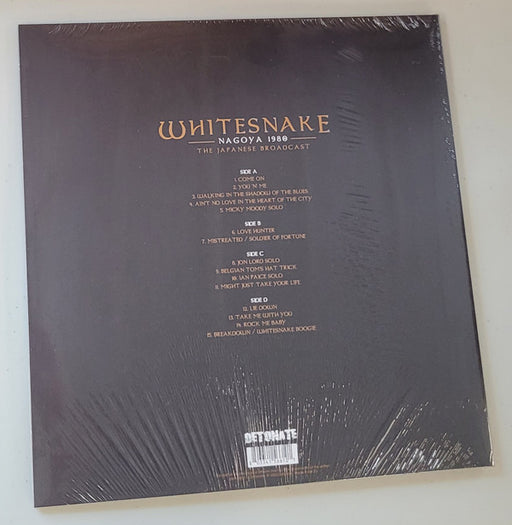 WHITESNAKE
NAGOYA 1980
THE JAPANESE BROADCAST
SIDE A
1. COME ON
2. YOU 'N' ME
3. WALKING IN THE SHADOW OF THE BLUES
4. AIN'T NO LOVE IN THE HEART OF THE CITY
5. MICKY MOODY SOLO
SIDE B
6. LOVE HUNTER
7. MISTREATED / SOLDIER OF FORTUNE
SIDE C
8. JON LORD SOLO
9. BELGIAN TOM'S HAT TRICK
10. IAN PAICE SOLO
11. MIGHT JUST TAKE YOUR LIFE
SIDE D
12. LIE DOWN
13. TAKE ME WITH YOU
14. ROCK ME BABY
15. BREAKDOWN / WHITESNAKE BOOGIE
DETONATE